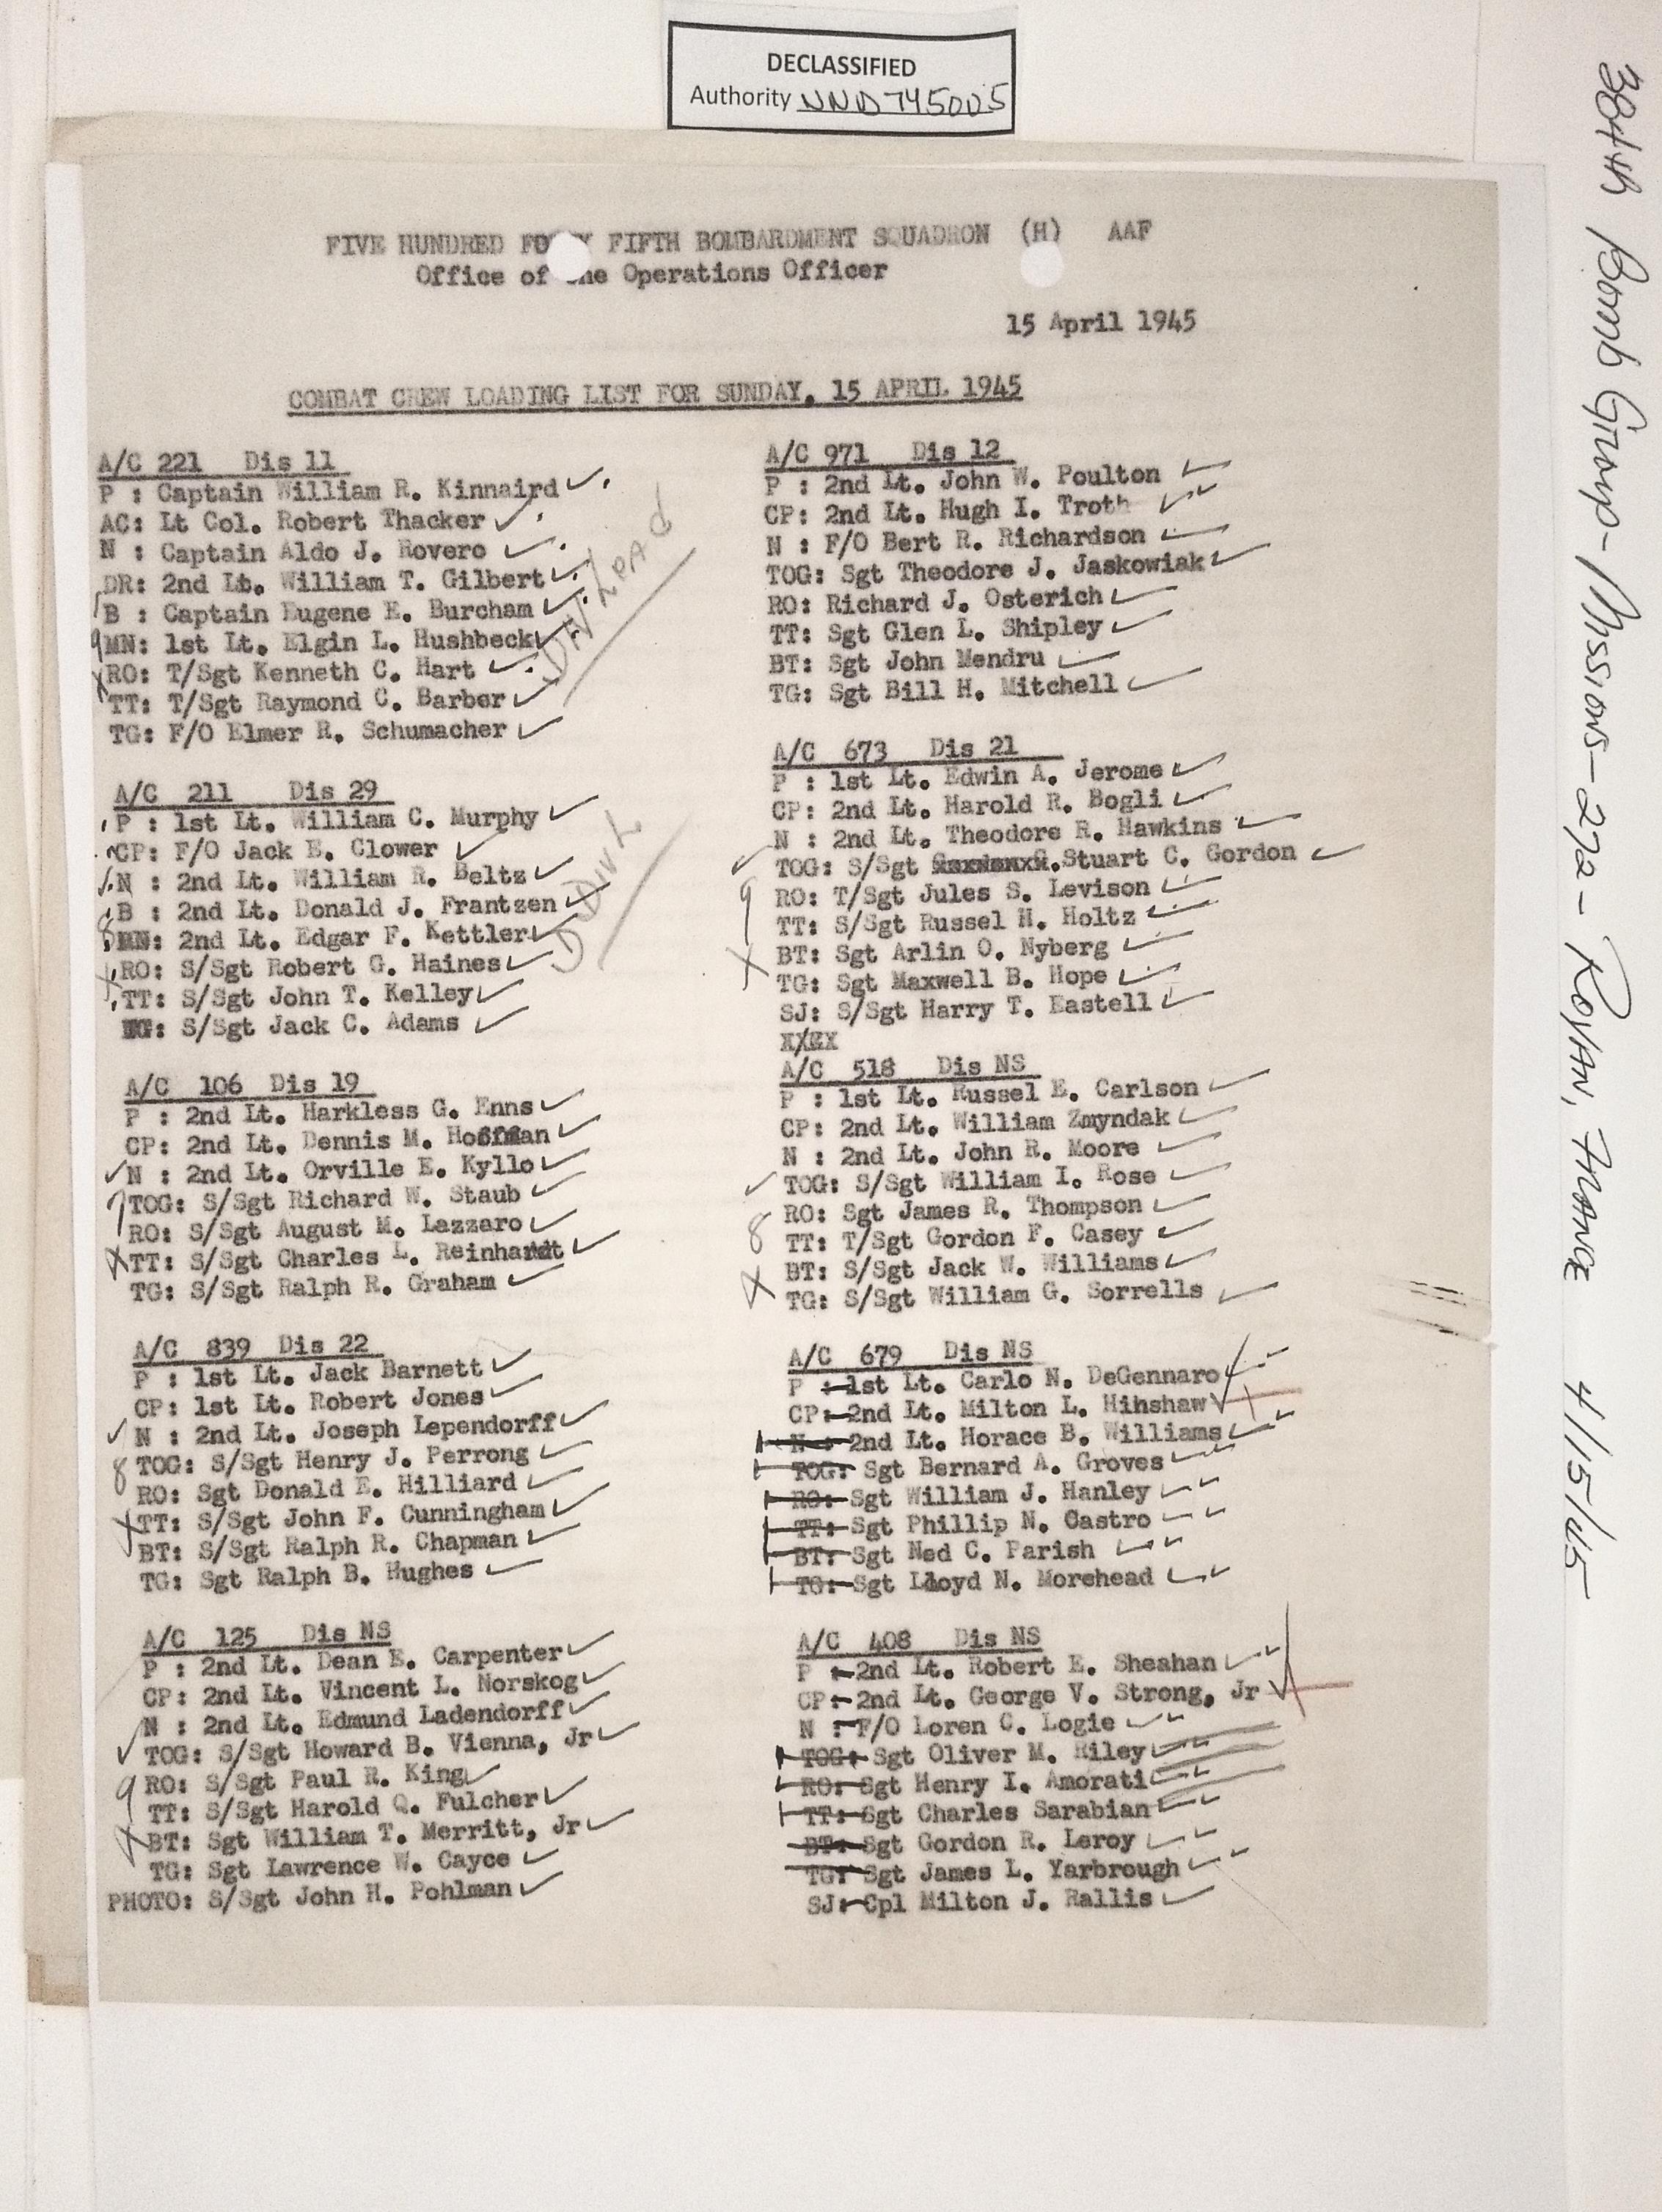 DECLASSIFIED
Authority NND 745005
384th Bomb Group - Missions - 272 - Royan, France 4/15/45
FIVE HUNDRED FO Y FIFTH BOMBARDMENT SQUADRON (H) AAF
Office of he Operations Officer
15 April 1945
COMBAT CREW LOADING LIST FOR SUNDAY, 15 APRIL 1945
A/C 221 Dis 11
P : Captain William R. Kinnaird
AC: Lt Col. Robert Thacker
N : Captain Aldo J. Rovero
DR: 2nd Lt. William T. Gilbert
B : Captain Eugene E. Burcham
9 MN: 1st Lt. Elgin L. Hushbeck
RO: T/Sgt Kenneth C. Hart
TT: T/Sgt Raymond C. Barber
TG: F/O Elmer R. Schumacher
A/C 211 Dis 29
P : 1st Lt. William C. Murphy
CP: F/O Jack E. Clower
N : 2nd Lt. William R. Beltz
B : 2nd Lt. Donald J. Frantzen
8 MN: 2nd Lt. Edgar F. Kettler
RO: S/Sgt Robert G. Haines
TT: S/Sgt John T. Kelley
TG: S/Sgt Jack C. Adams
A/C 106 Dis 19
P : 2nd Lt. Harkless G. Enns
CP: 2nd Lt. Dennis M. Hoffman
N : 2nd Lt. Orville E. Kyllo
7 TOG: S/Sgt Richard W. Staub
RO: S/Sgt August M. Lazzaro
X TT: S/Sgt Charles L. Reinhardt
TG: S/Sgt Ralph R. Graham
A/C 839 Dis 22
P : 1st Lt. Jack Barnett
CP: 1st Lt. Robert Jones
N : 2nd Lt. Joseph Lependorff
8 TOG: S/Sgt Henry J. Perrong
RO: Sgt Donald E. Hilliard
X TT: S/Sgt John F. Cunningham
BT: S/Sgt Ralph R. Chapman
TG: Sgt Ralph B. Hughes
A/C 125 Dis NS
P : 2nd Lt. Dean E. Carpenter
CP: 2nd Lt. Vincent L. Norskog
N : 2nd Lt. Edmund Ladendorff
TOG: S/Sgt Howard B. Vienna, Jr
9 RO: S/Sgt Paul R. King
TT: S/Sgt Harold Q. Fulcher
X BT: Sgt William T. Merritt, Jr
TG: Sgt Lawrence W. Cayce
PHOTO: S/Sgt John H. Pohlman
A/C 971 Dis 12
P : 2nd Lt. John W. Poulton
CP: 2nd Lt. Hugh I. Troth
N : F/O Bert R. Richardson
TOG: Sgt Theodore J. Jaskowiak
RO: Richard J. Osterich
TT: Sgt Glen L. Shipley
BT: Sgt John Mendru
TG: Sgt Bill H. Mitchell
A/C 673 Dis 21
P : 1st Lt. Edwin A. Jerome
CP: 2nd Lt. Harold R. Bogli
N : 2nd Lt. Theodore R. Hawkins
TOG: S/Sgt Stuart C. Gordon
9 RO: T/Sgt Jules S. Levison
TT: S/Sgt Russel H. Holtz
X BT: Sgt Arlin O. Nyberg
TG: Sgt Maxwell B. Hope
SJ: S/Sgt Harry T. Eastell
A/C 518 Dis NS
P : 1st Lt. Russel E. Carlson
CP: 2nd Lt. William Zmyndak
N : 2nd Lt. John R. Moore
TOG: S/Sgt William I. Rose
8 RO: Sgt James R. Thompson
TT: T/Sgt Gordon F. Casey
X BT: S/Sgt Jack W. Williams
TG: S/Sgt William G. Sorrells
A/C 679 Dis NS
P : 1st Lt. Carlo N. DeGennaro
CP: 2nd Lt. Milton L. Hihshaw
N : 2nd Lt. Horace B. Williams
TOG: Sgt Bernard A. Groves
RO: Sgt William J. Hanley
TT: Sgt Phillip N. Castro
BT: Sgt Ned C. Parish
TG: Sgt Lloyd N. Morehead
A/C 408 Dis NS
P : 2nd Lt. Robert E. Sheahan
CP: 2nd Lt. George V. Strong, Jr
N : F/O Loren C. Logie
TOG: Sgt Oliver M. Riley
RO: Sgt Henry I. Amorati
TT: Sgt Charles Sarabian
BT: Sgt Gordon R. Leroy
TG: Sgt James L. Yarbrough
SJ: Cpl Milton J. Rallis